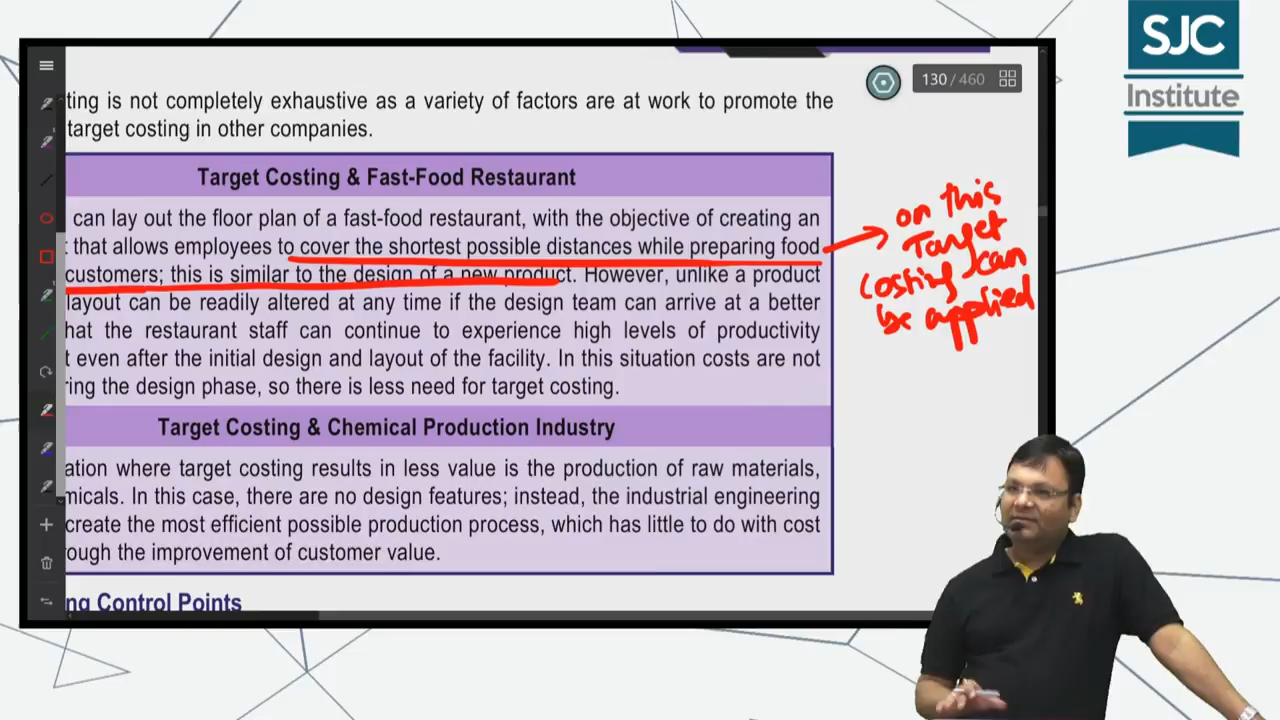 SJC
Institute
130 / 460
ting is not completely exhaustive as a variety of factors are at work to promote the
target costing in other companies.
Target Costing & Fast-Food Restaurant
can lay out the floor plan of a fast-food restaurant, with the objective of creating an
t that allows employees to cover the shortest possible distances while preparing food
customers; this is similar to the design of a new product. However, unlike a product
layout can be readily altered at any time if the design team can arrive at a better
hat the restaurant staff can continue to experience high levels of productivity
t even after the initial design and layout of the facility. In this situation costs are not
ring the design phase, so there is less need for target costing.
on this
Target
costing can
be applied
Target Costing & Chemical Production Industry
ation where target costing results in less value is the production of raw materials,
micals. In this case, there are no design features; instead, the industrial engineering
create the most efficient possible production process, which has little to do with cost
rough the improvement of customer value.
ng Control Points